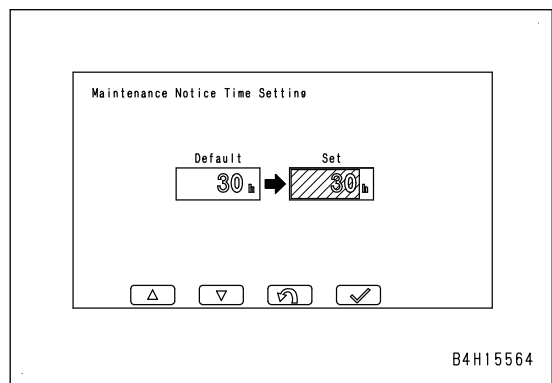 Maintenance Notice Time Setting
Default Set
30 h 30 h
B4H15564